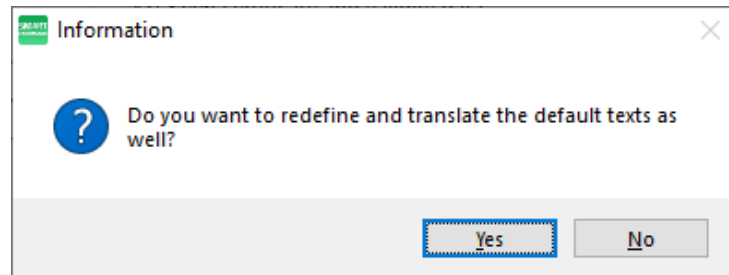 Information
Do you want to redefine and translate the default texts as
well?
Yes
No